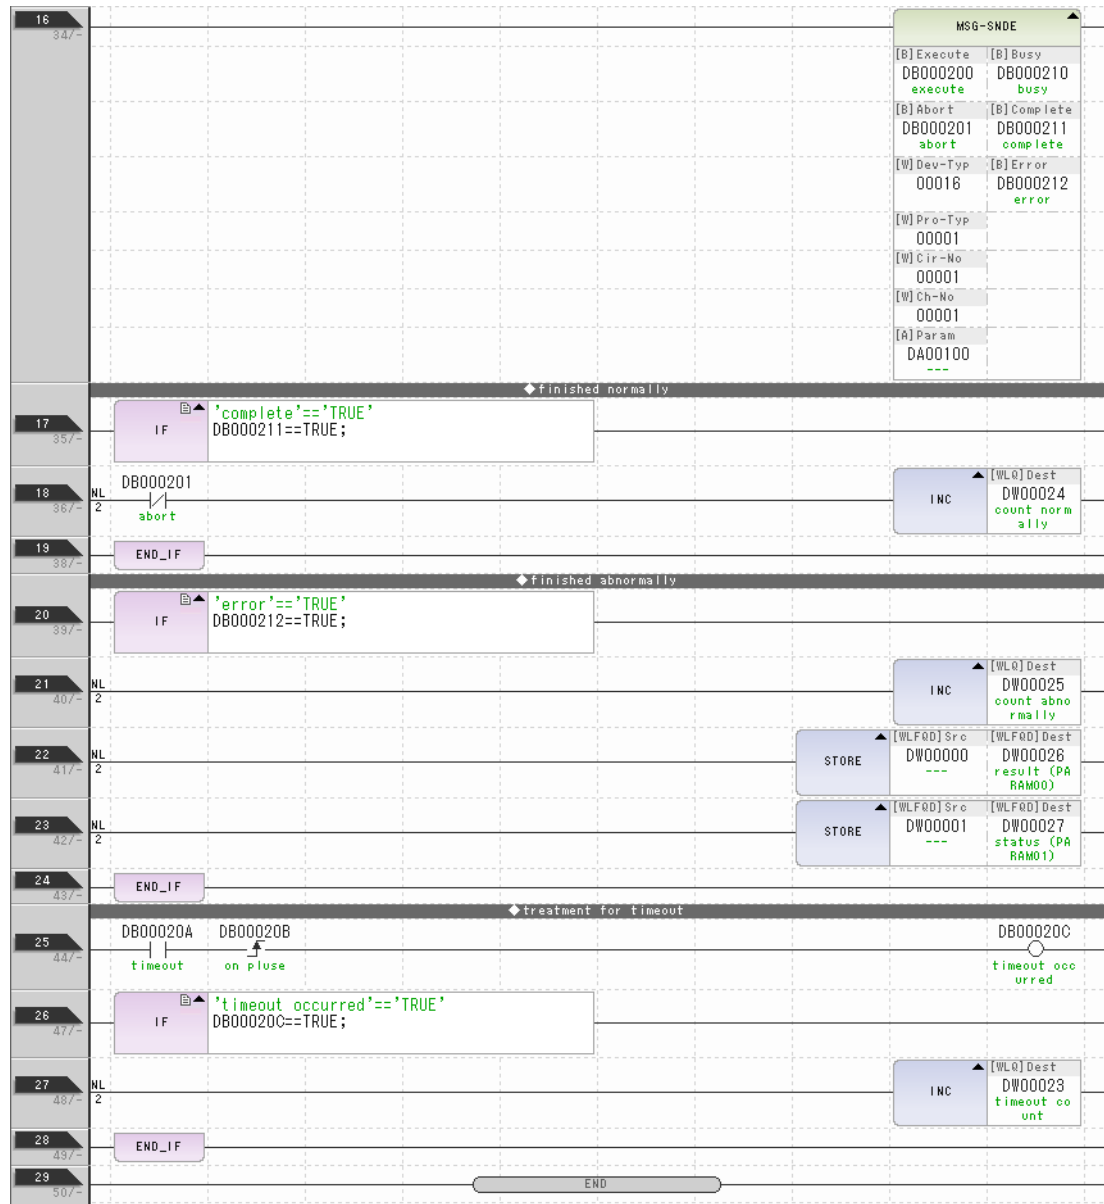 16
34/-
MSG-SNDE
[B]Execute [B]Busy
DB000200 DB000210
execute busy
[B]Abort [B]Complete
DB000201 DB000211
abort complete
[W]Dev-Typ [B]Error
00016 DB000212
error
[W]Pro-Typ
00001
[W]Cir-No
00001
[W]Ch-No
00001
[A]Param
DA00100
---
◆finished normally
17
35/-
IF
'complete'=='TRUE'
DB000211==TRUE;
18
36/-
NL
2
DB000201
abort
INC
[WLQ]Dest
DW00024
count norm
ally
19
38/-
END_IF
◆finished abnormally
20
39/-
IF
'error'=='TRUE'
DB000212==TRUE;
21
40/-
NL
2
INC
[WLQ]Dest
DW00025
count abno
rmally
22
41/-
NL
2
STORE
[WLFQD]Src [WLFQD]Dest
DW00000 DW00026
--- result (PA
RAM00)
23
42/-
NL
2
STORE
[WLFQD]Src [WLFQD]Dest
DW00001 DW00027
--- status (PA
RAM01)
24
43/-
END_IF
◆treatment for timeout
25
44/-
DB00020A DB00020B DB00020C
timeout on pluse timeout occ
urred
26
47/-
IF
'timeout occurred'=='TRUE'
DB00020C==TRUE;
27
48/-
NL
2
INC
[WLQ]Dest
DW00023
timeout co
unt
28
49/-
END_IF
29
50/-
END